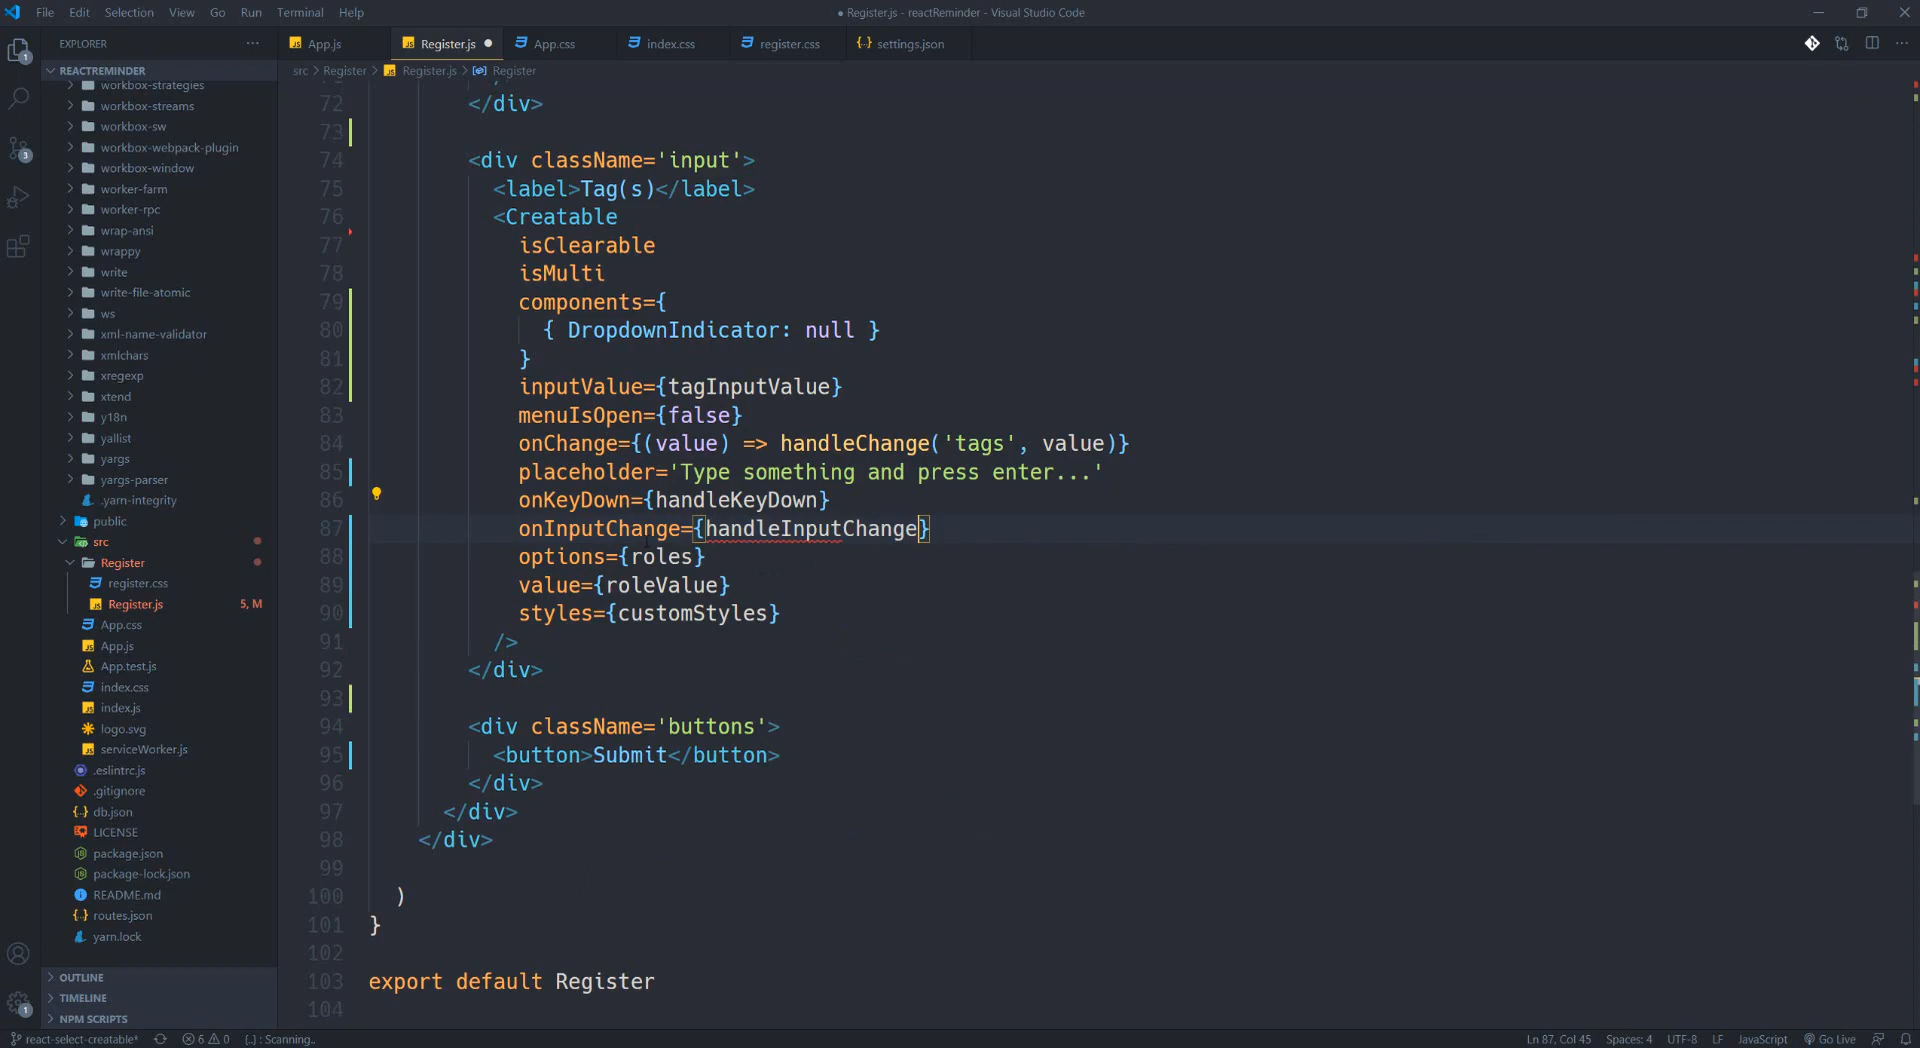 File Edit Selection View Go Run Terminal Help
● Register.js - reactReminder - Visual Studio Code
EXPLORER ...
App.js
Register.js ●
App.css
index.css
register.css
{} settings.json
REACTREMINDER
src > Register > Register.js > Register
workbox-strategies
workbox-streams
workbox-sw
workbox-webpack-plugin
workbox-window
worker-farm
worker-rpc
wrap-ansi
wrappy
write
write-file-atomic
ws
xml-name-validator
xmlchars
xregexp
xtend
y18n
yallist
yargs
yargs-parser
.yarn-integrity
public
src
Register
register.css
Register.js 5, M
App.css
App.js
App.test.js
index.css
index.js
logo.svg
serviceWorker.js
.eslintrc.js
.gitignore
db.json
LICENSE
package.json
package-lock.json
README.md
routes.json
yarn.lock
OUTLINE
TIMELINE
NPM SCRIPTS
72 </div>
73
74 <div className='input'>
75 <label>Tag(s)</label>
76 <Creatable
77 isClearable
78 isMulti
79 components={
80 { DropdownIndicator: null }
81 }
82 inputValue={tagInputValue}
83 menuIsOpen={false}
84 onChange={(value) => handleChange('tags', value)}
85 placeholder='Type something and press enter...'
86 onKeyDown={handleKeyDown}
87 onInputChange={handleInputChange}
88 options={roles}
89 value={roleValue}
90 styles={customStyles}
91 />
92 </div>
93
94 <div className='buttons'>
95 <button>Submit</button>
96 </div>
97 </div>
98 </div>
99
100 )
101 }
102
103 export default Register
104
react-select-creatable* 6 0 {..} : Scanning..
Ln 87, Col 45 Spaces: 4 UTF-8 LF JavaScript Go Live
1
3
1